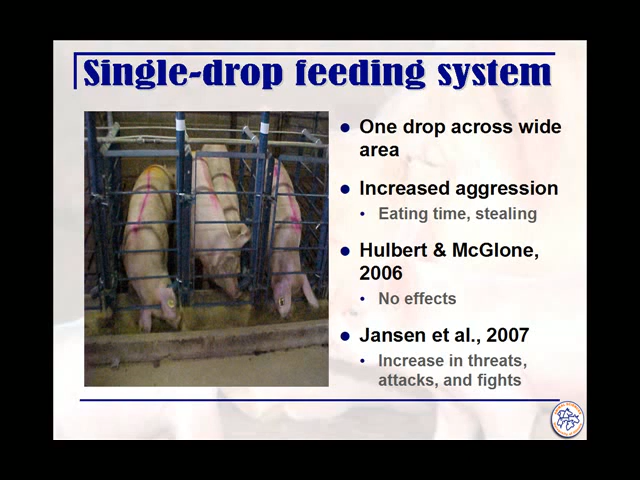 Single-drop feeding system
One drop across wide
area
Increased aggression
Eating time, stealing
Hulbert & McGlone,
2006
No effects
Jansen et al., 2007
Increase in threats,
attacks, and fights